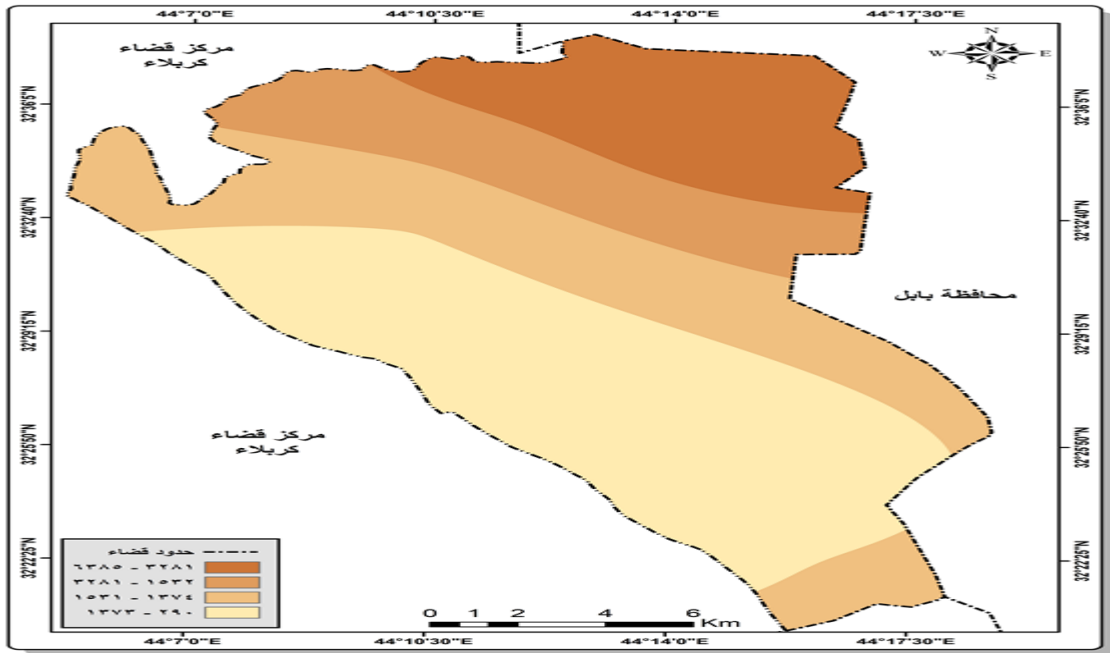 44°7'0"E 44°10'30"E 44°14'0"E 44°17'30"E
N
W E
S
مركز قضاء
كربلاء
32°36'5"N 32°36'5"N
32°32'40"N 32°32'40"N
محافظة بابل
32°29'15"N 32°29'15"N
مركز قضاء
كربلاء
32°25'50"N 32°25'50"N
32°22'25"N 32°22'25"N
حدود قضاء
٣٢٨١ - ٦٣٨٥
١٥٣٢ - ٣٢٨١
١٣٧٤ - ١٥٣١
٢٩٠ - ١٣٧٣
0 1 2 4 6
Km
44°7'0"E 44°10'30"E 44°14'0"E 44°17'30"E